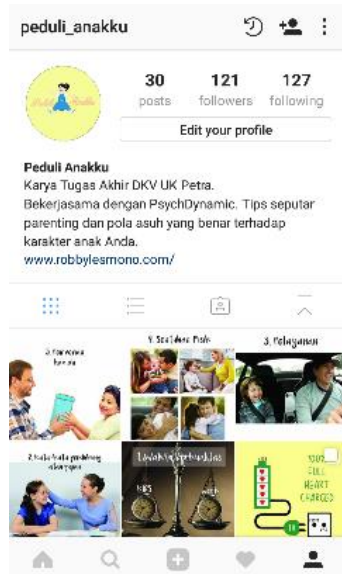 peduli_anakku
30 121 127
posts followers following
Edit your profile
Peduli Anakku
Karya Tugas Akhir DKV UK Petra.
Bekerjasama dengan PsychDynamic. Tips seputar
parenting dan pola asuh yang benar terhadap
karakter anak Anda.
www.robbylesmono.com/
4. Sentuhan Fisik
3. Pelayanan
100%
FULL
HEART
CHARGED